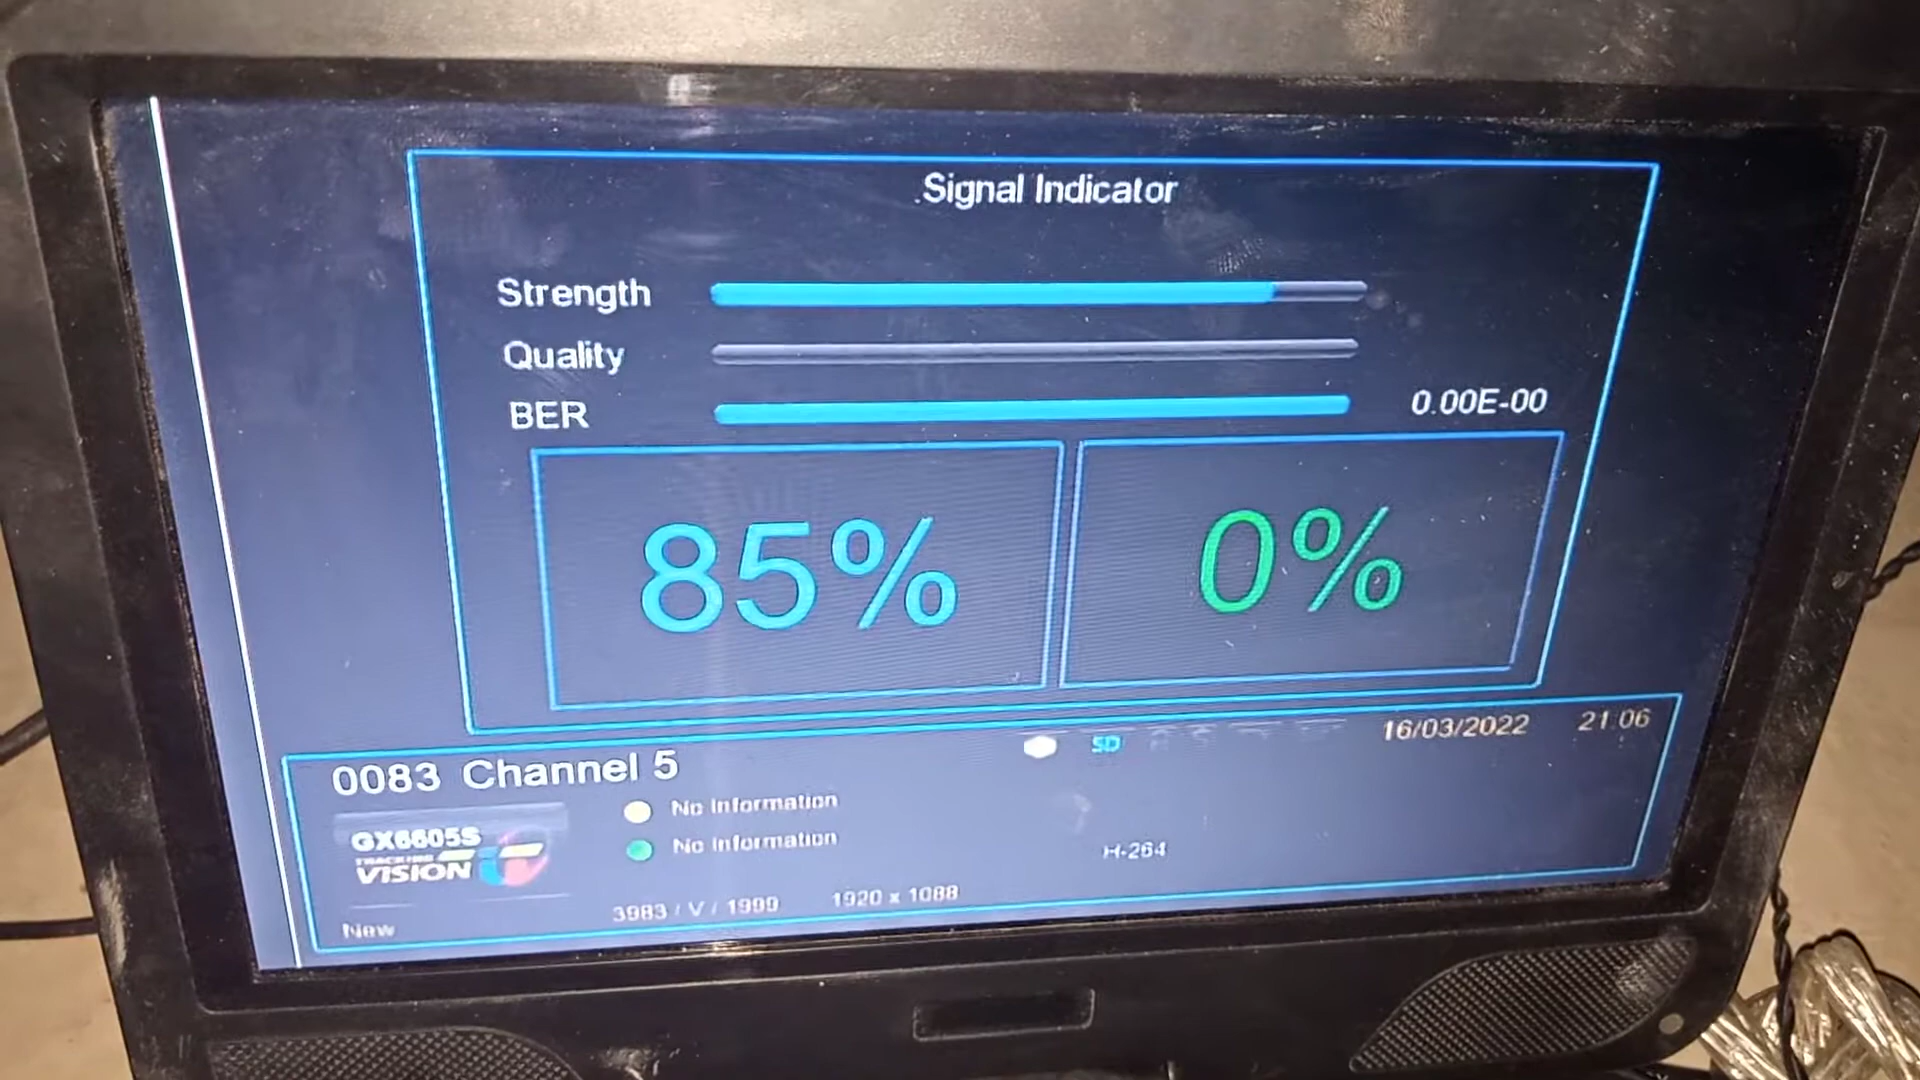 Signal Indicator
Strength
Quality
BER 0.00E-00
85% 0%
SD 16/03/2022 21:06
0083 Channel 5
No Information
GX6605S
TRACKING
VISION
No Information
H-264
3983 / V / 1999 1920 x 1088
New